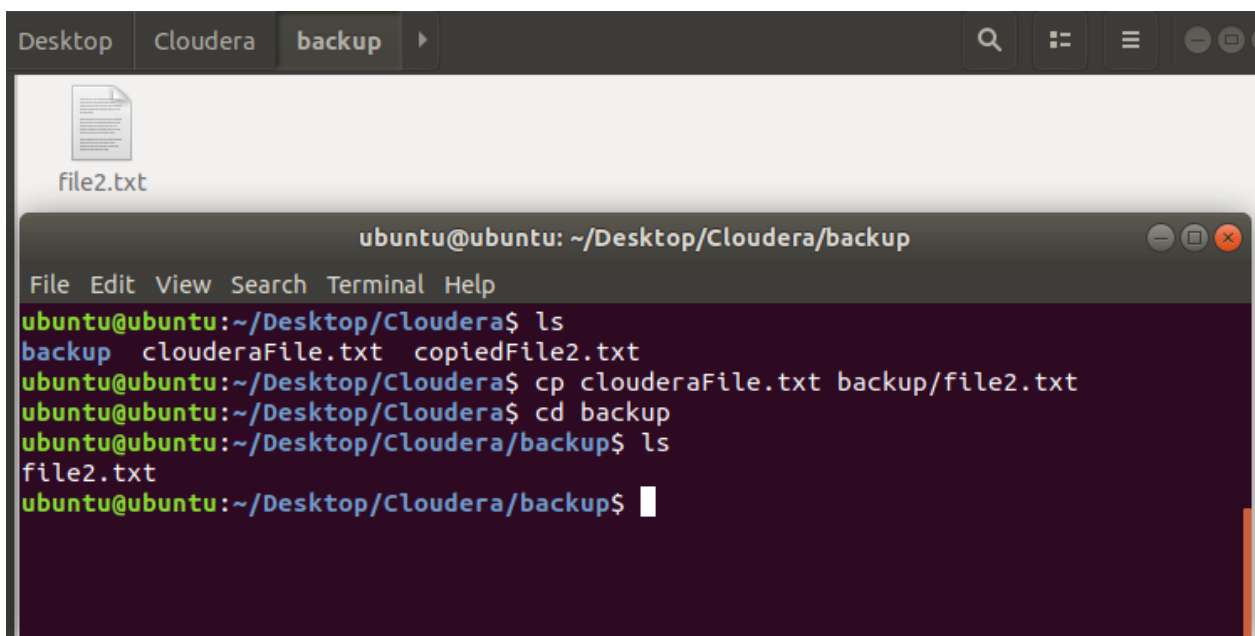 Desktop Cloudera backup
file2.txt
ubuntu@ubuntu: ~/Desktop/Cloudera/backup
File Edit View Search Terminal Help
ubuntu@ubuntu:~/Desktop/Cloudera$ ls
backup clouderaFile.txt copiedFile2.txt
ubuntu@ubuntu:~/Desktop/Cloudera$ cp clouderaFile.txt backup/file2.txt
ubuntu@ubuntu:~/Desktop/Cloudera$ cd backup
ubuntu@ubuntu:~/Desktop/Cloudera/backup$ ls
file2.txt
ubuntu@ubuntu:~/Desktop/Cloudera/backup$